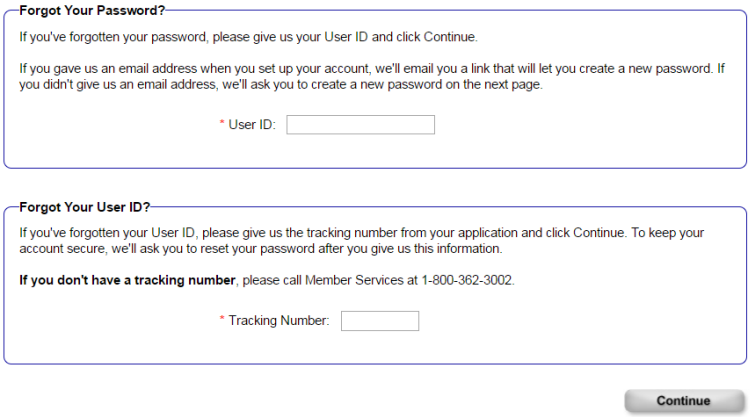 Forgot Your Password?
If you've forgotten your password, please give us your User ID and click Continue.
If you gave us an email address when you set up your account, we'll email you a link that will let you create a new password. If
you didn't give us an email address, we'll ask you to create a new password on the next page.
* User ID:
Forgot Your User ID?
If you've forgotten your User ID, please give us the tracking number from your application and click Continue. To keep your
account secure, we'll ask you to reset your password after you give us this information.
If you don't have a tracking number, please call Member Services at 1-800-362-3002.
* Tracking Number:
Continue